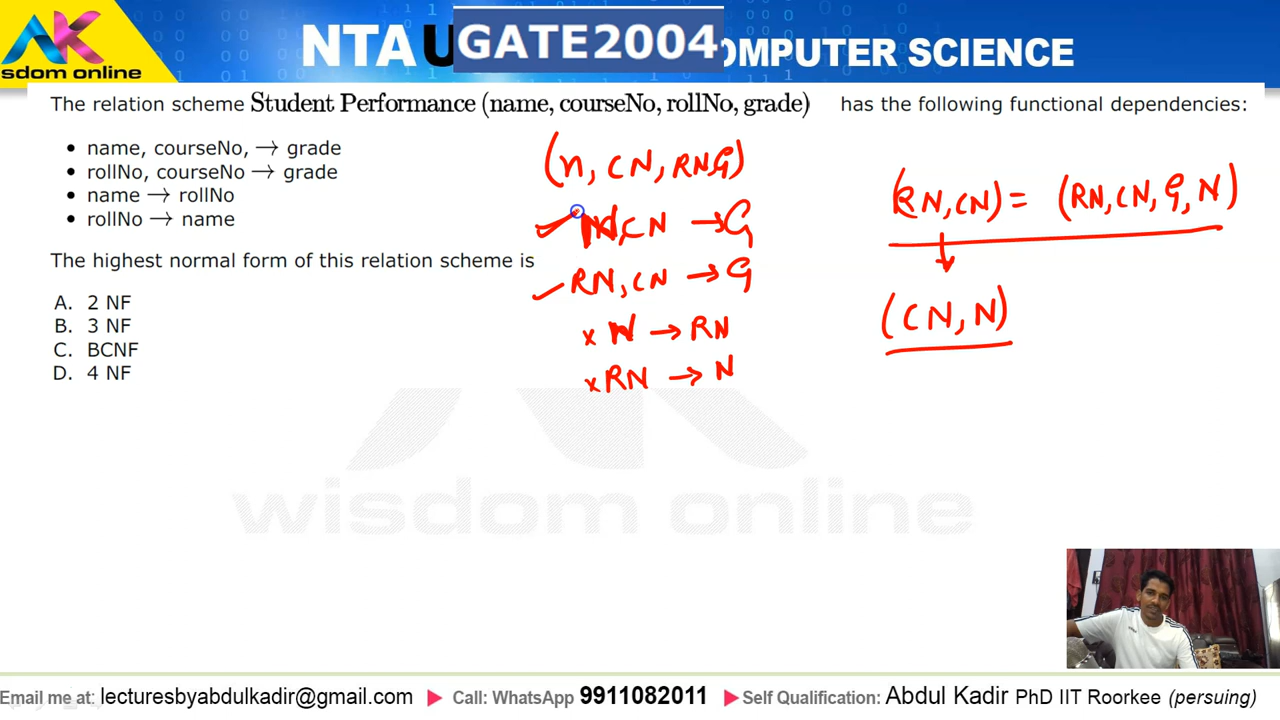 AK
isdom online
NTA U
GATE2004
OMPUTER SCIENCE
The relation scheme Student Performance (name, courseNo, rollNo, grade) has the following functional dependencies:
• name, courseNo, → grade
• rollNo, courseNo → grade
• name → rollNo
• rollNo → name
The highest normal form of this relation scheme is
A. 2 NF
B. 3 NF
C. BCNF
D. 4 NF
(n, CN, RN,G)
✓ N,CN → G
✓ RN, CN → G
x N → RN
x RN → N
(RN, CN) = (RN, CN, G, N)
(CN, N)
wisdom online
Email me at: lecturesbyabdulkadir@gmail.com ▶ Call: WhatsApp 9911082011 ▶ Self Qualification: Abdul Kadir PhD IIT Roorkee (persuing)